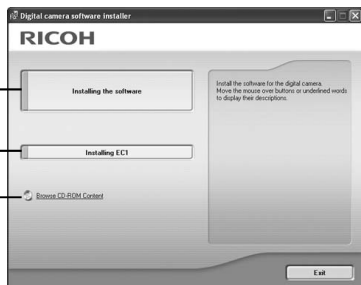 Digital camera software installer
RICOH
Installing the software
Install the software for the digital camera.
Move the mouse over buttons or underlined words
to display their descriptions.
Installing EC1
Browse CD-ROM Content
Exit